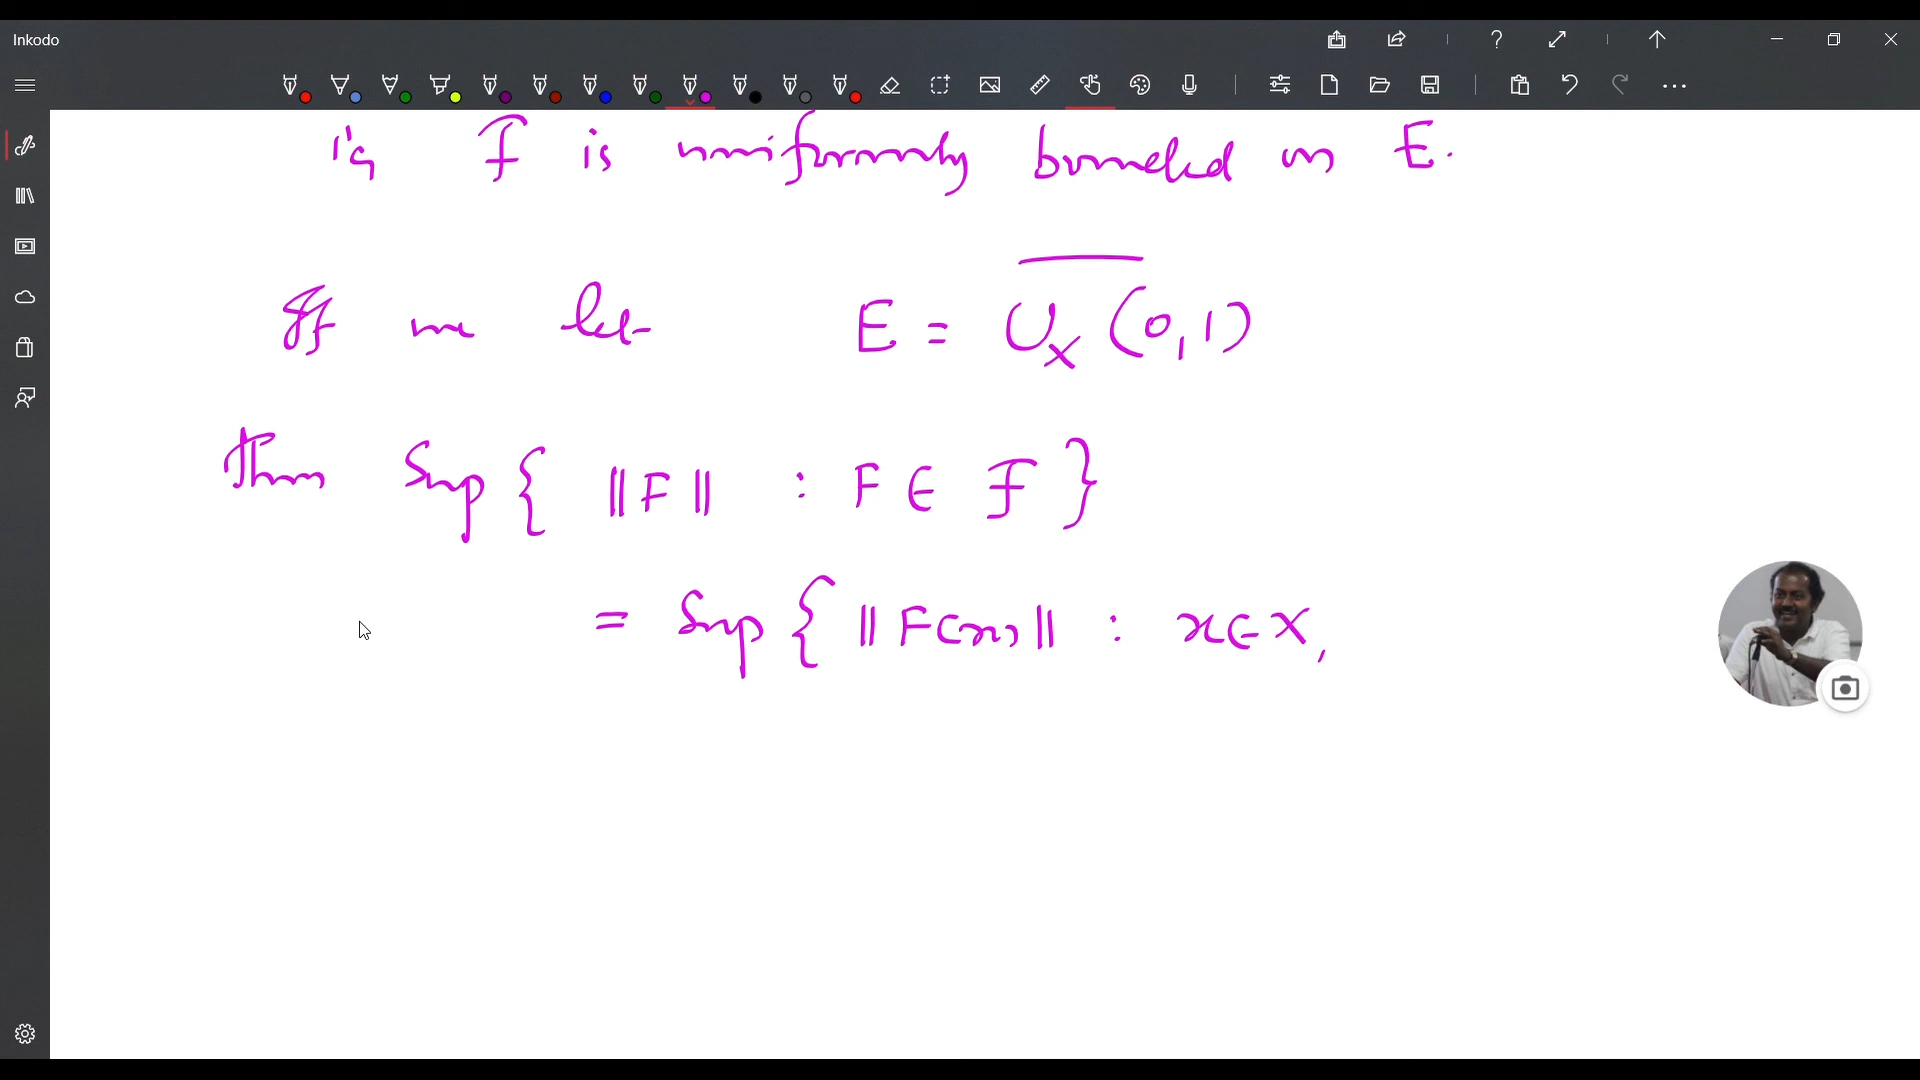 Inkodo
i.e, F is uniformly bounded on E.
If we let E = \overline{U_X}(0,1)
Then Sup{ ||F|| : F ∈ F }
= Sup{ ||F(x)|| : x ∈ X,